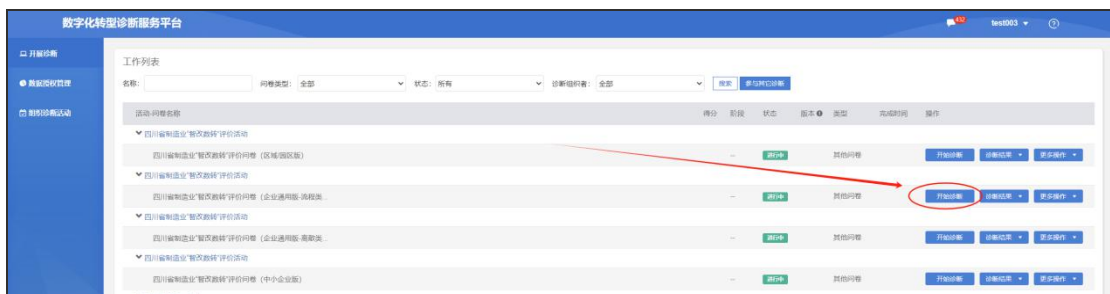 数字化转型诊断服务平台 432 test003
开展诊断
数据授权管理
组织诊断活动
工作列表
名称: 问卷类型: 全部 状态: 所有 诊断组织者: 全部 搜索 参与其它诊断
活动-问卷名称 得分 阶段 状态 版本 类型 完成时间 操作
四川省制造业“智改数转”评价活动
四川省制造业“智改数转”评价问卷（区域/园区版） -- 进行中 其他问卷 开始诊断 诊断结果 更多操作
四川省制造业“智改数转”评价活动
四川省制造业“智改数转”评价问卷（企业通用版-流程类... -- 进行中 其他问卷 开始诊断 诊断结果 更多操作
四川省制造业“智改数转”评价活动
四川省制造业“智改数转”评价问卷（企业通用版-离散类... -- 进行中 其他问卷 开始诊断 诊断结果 更多操作
四川省制造业“智改数转”评价活动
四川省制造业“智改数转”评价问卷（中小企业版） -- 进行中 其他问卷 开始诊断 诊断结果 更多操作